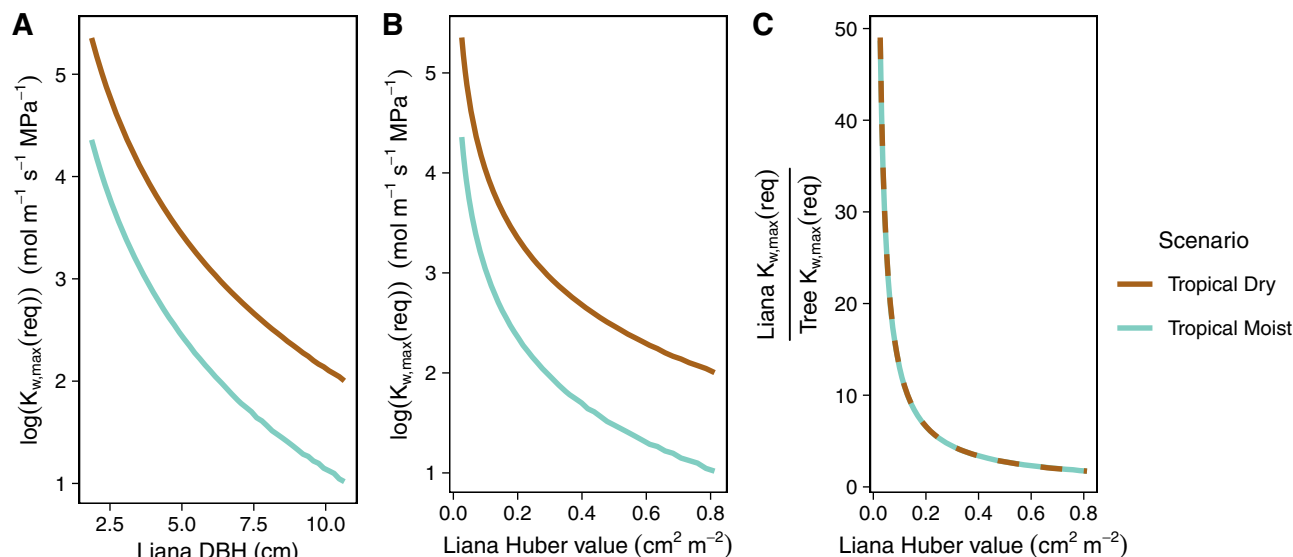 A
log(K_w,max(req)) (mol m⁻¹ s⁻¹ MPa⁻¹)
5
4
3
2
1
2.5 5.0 7.5 10.0
Liana DBH (cm)
B
log(K_w,max(req)) (mol m⁻¹ s⁻¹ MPa⁻¹)
5
4
3
2
1
0.0 0.2 0.4 0.6 0.8
Liana Huber value (cm² m⁻²)
C
Liana K_w,max(req)
Tree K_w,max(req)
50
40
30
20
10
0
0.0 0.2 0.4 0.6 0.8
Liana Huber value (cm² m⁻²)
Scenario
Tropical Dry
Tropical Moist